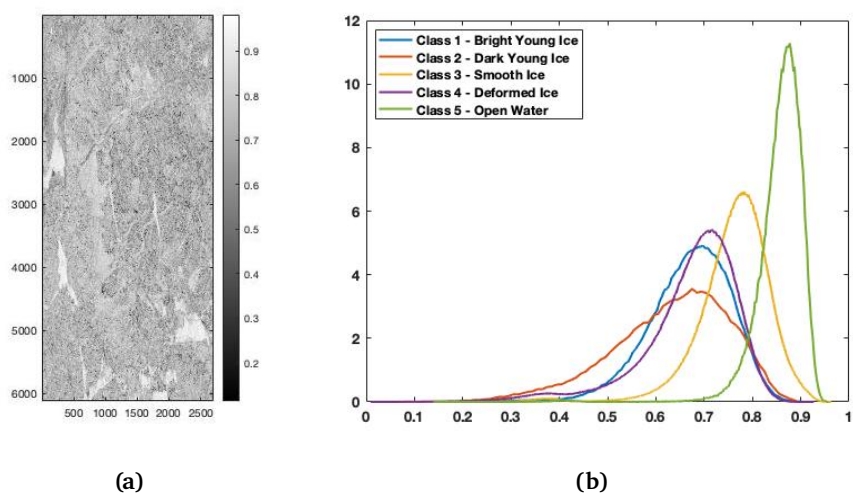 1000
2000
3000
4000
5000
6000
500 1000 1500 2000 2500
0.9
0.8
0.7
0.6
0.5
0.4
0.3
0.2
(a)
12
10
8
6
4
2
0
0 0.1 0.2 0.3 0.4 0.5 0.6 0.7 0.8 0.9 1
Class 1 - Bright Young Ice
Class 2 - Dark Young Ice
Class 3 - Smooth Ice
Class 4 - Deformed Ice
Class 5 - Open Water
(b)